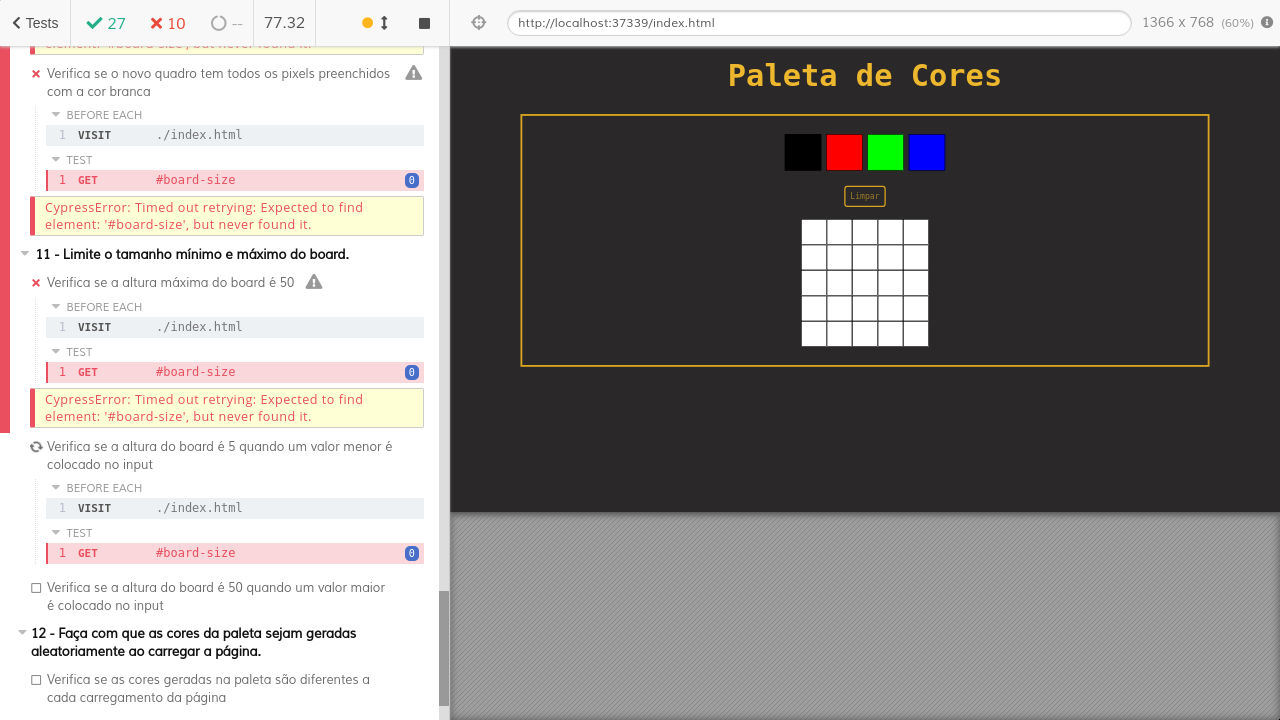 Tests
27
10
--
77.32
http://localhost:37339/index.html
1366 x 768 (60%)
element: '#board-size', but never found it.
Verifica se o novo quadro tem todos os pixels preenchidos
com a cor branca
BEFORE EACH
1 VISIT ./index.html
TEST
1 GET #board-size 0
CypressError: Timed out retrying: Expected to find
element: '#board-size', but never found it.
11 - Limite o tamanho mínimo e máximo do board.
Verifica se a altura máxima do board é 50
BEFORE EACH
1 VISIT ./index.html
TEST
1 GET #board-size 0
CypressError: Timed out retrying: Expected to find
element: '#board-size', but never found it.
Verifica se a altura do board é 5 quando um valor menor é
colocado no input
BEFORE EACH
1 VISIT ./index.html
TEST
1 GET #board-size 0
Verifica se a altura do board é 50 quando um valor maior
é colocado no input
12 - Faça com que as cores da paleta sejam geradas
aleatoriamente ao carregar a página.
Verifica se as cores geradas na paleta são diferentes a
cada carregamento da página
Paleta de Cores
Limpar